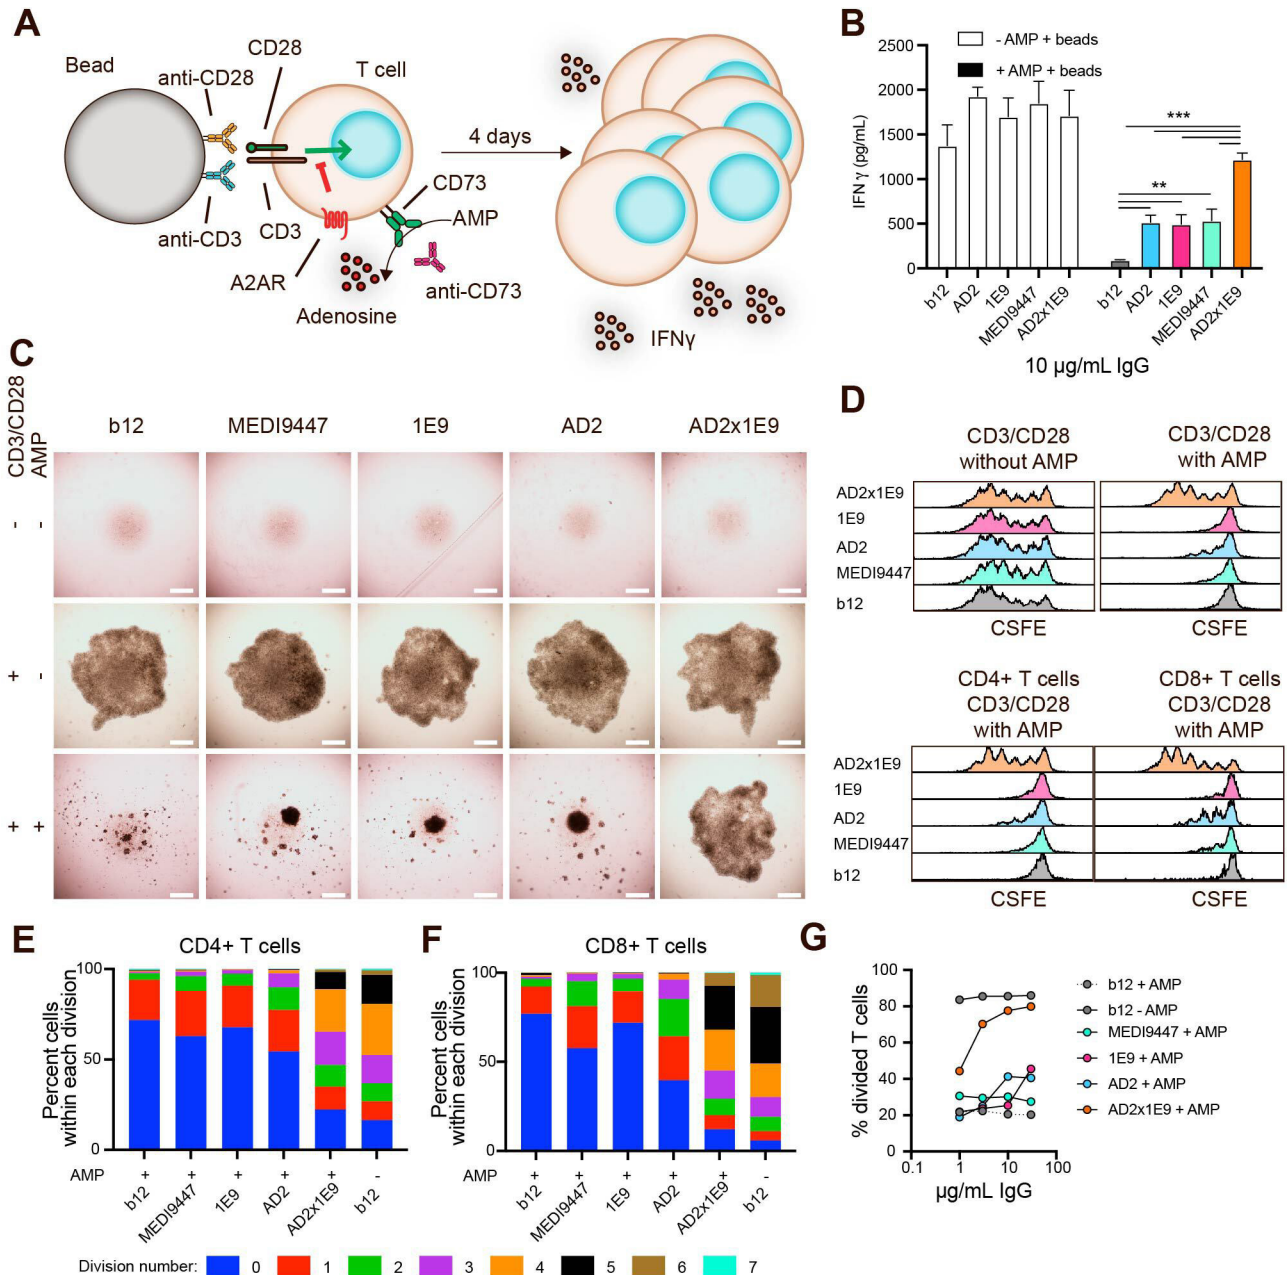 A
Bead
anti-CD28
CD28
T cell
4 days
CD73
AMP
anti-CD3
CD3
A2AR
Adenosine
anti-CD73
IFNγ
B
- AMP + beads
+ AMP + beads
IFN γ (pg/mL)
2500
2000
1500
1000
500
0
***
**
b12
AD2
1E9
MEDI9447
AD2x1E9
b12
AD2
1E9
MEDI9447
AD2x1E9
10 µg/mL IgG
C
CD3/CD28
AMP
b12 MEDI9447 1E9 AD2 AD2x1E9
- -
+ -
+ +
D
CD3/CD28
without AMP
CD3/CD28
with AMP
AD2x1E9
1E9
AD2
MEDI9447
b12
CSFE CSFE
CD4+ T cells
CD3/CD28
with AMP
CD8+ T cells
CD3/CD28
with AMP
AD2x1E9
1E9
AD2
MEDI9447
b12
CSFE CSFE
E
CD4+ T cells
Percent cells
within each division
100
50
0
AMP + + + + + -
b12
MEDI9447
1E9
AD2
AD2x1E9
b12
F
CD8+ T cells
Percent cells
within each division
100
50
0
AMP + + + + + -
b12
MEDI9447
1E9
AD2
AD2x1E9
b12
Division number: 0 1 2 3 4 5 6 7
G
% divided T cells
100
80
60
40
20
0
0.1 1 10 100
µg/mL IgG
b12 + AMP
b12 - AMP
MEDI9447 + AMP
1E9 + AMP
AD2 + AMP
AD2x1E9 + AMP